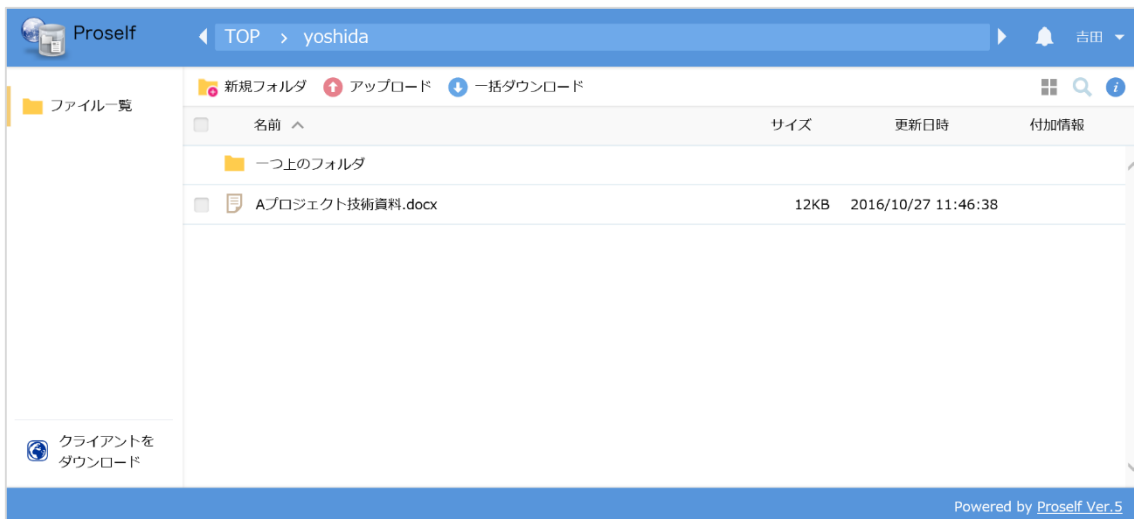 Proself
TOP > yoshida
吉田
ファイル一覧
新規フォルダ アップロード 一括ダウンロード
名前 サイズ 更新日時 付加情報
一つ上のフォルダ
Aプロジェクト技術資料.docx 12KB 2016/10/27 11:46:38
クライアントを
ダウンロード
Powered by Proself Ver.5